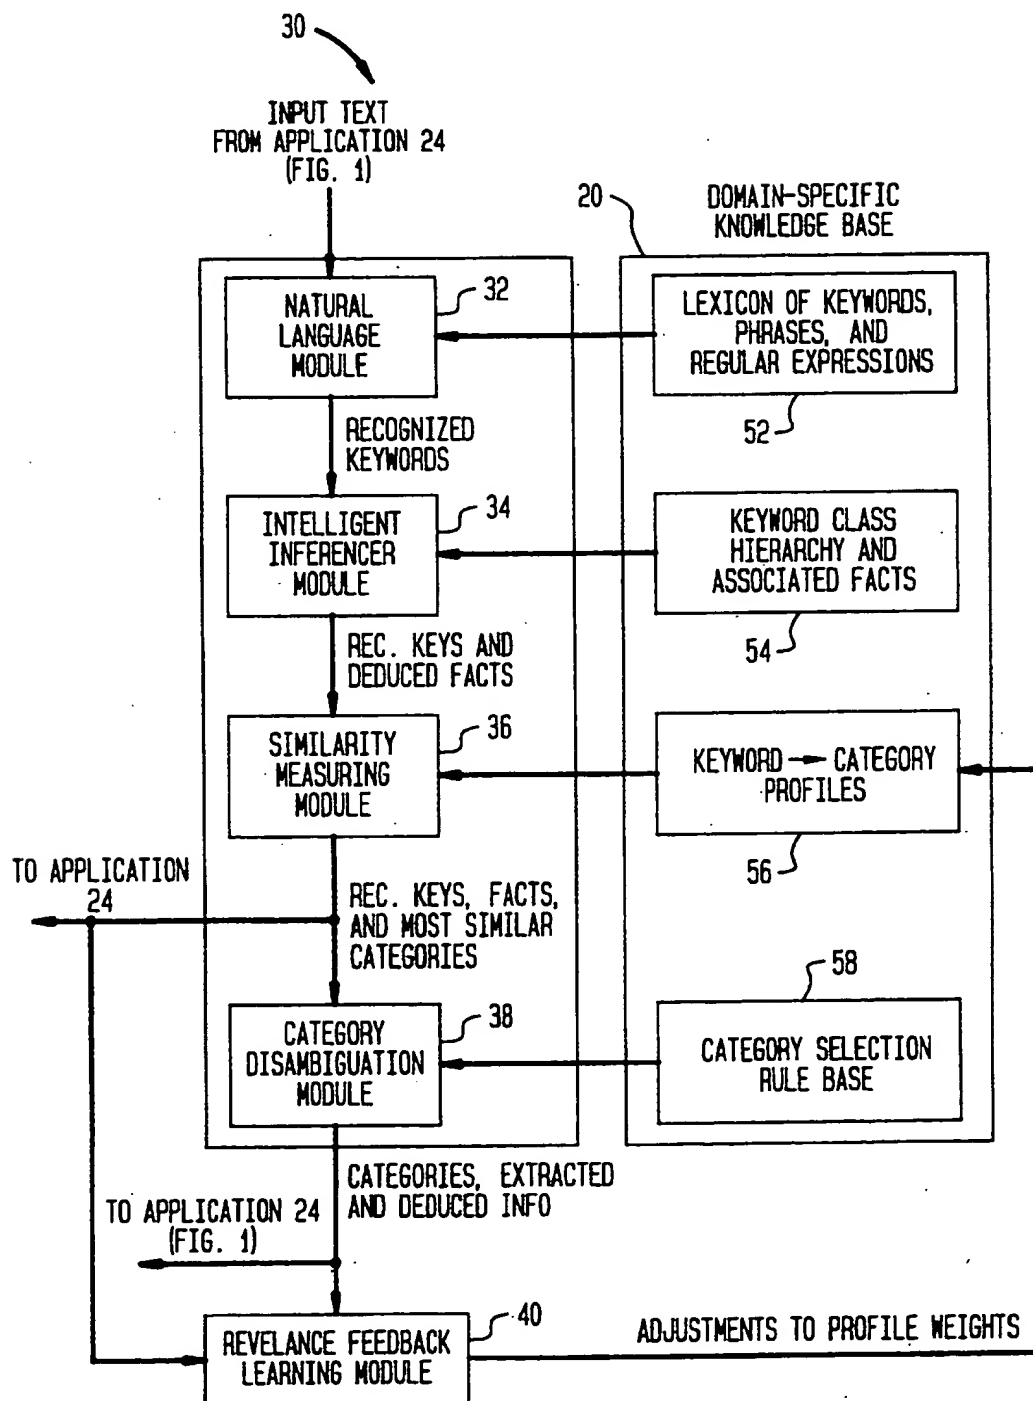 30
INPUT TEXT
FROM APPLICATION 24
(FIG. 1)
20
DOMAIN-SPECIFIC
KNOWLEDGE BASE
NATURAL
LANGUAGE
MODULE
32
LEXICON OF KEYWORDS,
PHRASES, AND
REGULAR EXPRESSIONS
52
RECOGNIZED
KEYWORDS
INTELLIGENT
INFERENCER
MODULE
34
KEYWORD CLASS
HIERARCHY AND
ASSOCIATED FACTS
54
REC. KEYS AND
DEDUCED FACTS
SIMILARITY
MEASURING
MODULE
36
KEYWORD → CATEGORY
PROFILES
56
TO APPLICATION
24
REC. KEYS, FACTS,
AND MOST SIMILAR
CATEGORIES
58
CATEGORY
DISAMBIGUATION
MODULE
38
CATEGORY SELECTION
RULE BASE
CATEGORIES, EXTRACTED
AND DEDUCED INFO
TO APPLICATION 24
(FIG. 1)
REVELANCE FEEDBACK
LEARNING MODULE
40
ADJUSTMENTS TO PROFILE WEIGHTS